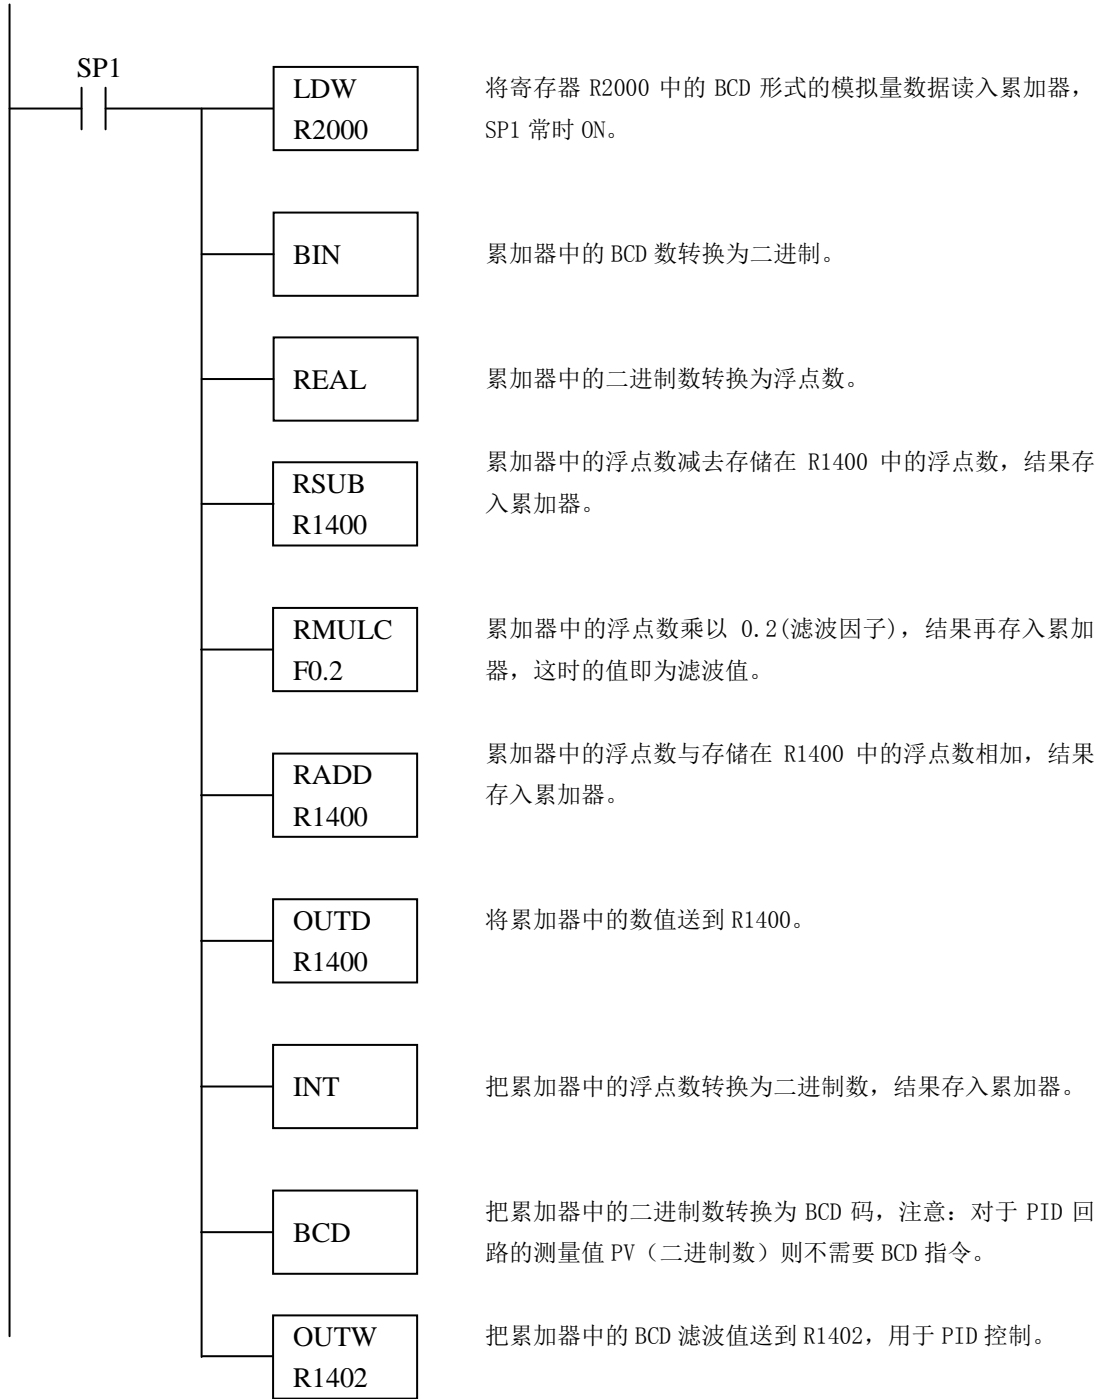 SP1
LDW
R2000
将寄存器 R2000 中的 BCD 形式的模拟量数据读入累加器，
SP1 常时 ON。
BIN
累加器中的 BCD 数转换为二进制。
REAL
累加器中的二进制数转换为浮点数。
RSUB
R1400
累加器中的浮点数减去存储在 R1400 中的浮点数，结果存
入累加器。
RMULC
F0.2
累加器中的浮点数乘以 0.2(滤波因子)，结果再存入累加
器，这时的值即为滤波值。
RADD
R1400
累加器中的浮点数与存储在 R1400 中的浮点数相加，结果
存入累加器。
OUTD
R1400
将累加器中的数值送到 R1400。
INT
把累加器中的浮点数转换为二进制数，结果存入累加器。
BCD
把累加器中的二进制数转换为 BCD 码，注意：对于 PID 回
路的测量值 PV（二进制数）则不需要 BCD 指令。
OUTW
R1402
把累加器中的 BCD 滤波值送到 R1402，用于 PID 控制。